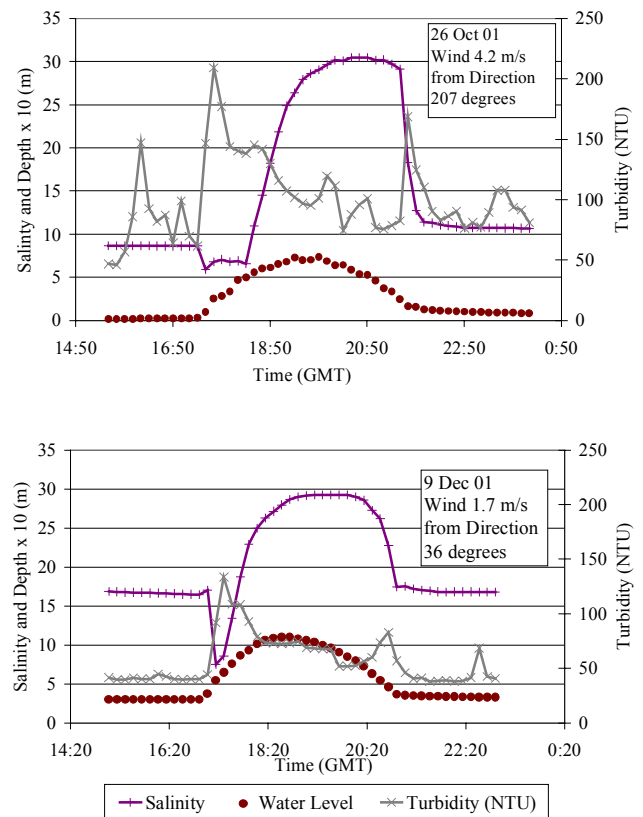 35
30
25
20
15
10
5
0
Salinity and Depth x 10 (m)
250
200
150
100
50
0
Turbidity (NTU)
26 Oct 01
Wind 4.2 m/s
from Direction
207 degrees
14:50 16:50 18:50 20:50 22:50 0:50
Time (GMT)
35
30
25
20
15
10
5
0
Salinity and Depth x 10 (m)
250
200
150
100
50
0
Turbidity (NTU)
9 Dec 01
Wind 1.7 m/s
from Direction
36 degrees
14:20 16:20 18:20 20:20 22:20 0:20
Time (GMT)
Salinity Water Level Turbidity (NTU)